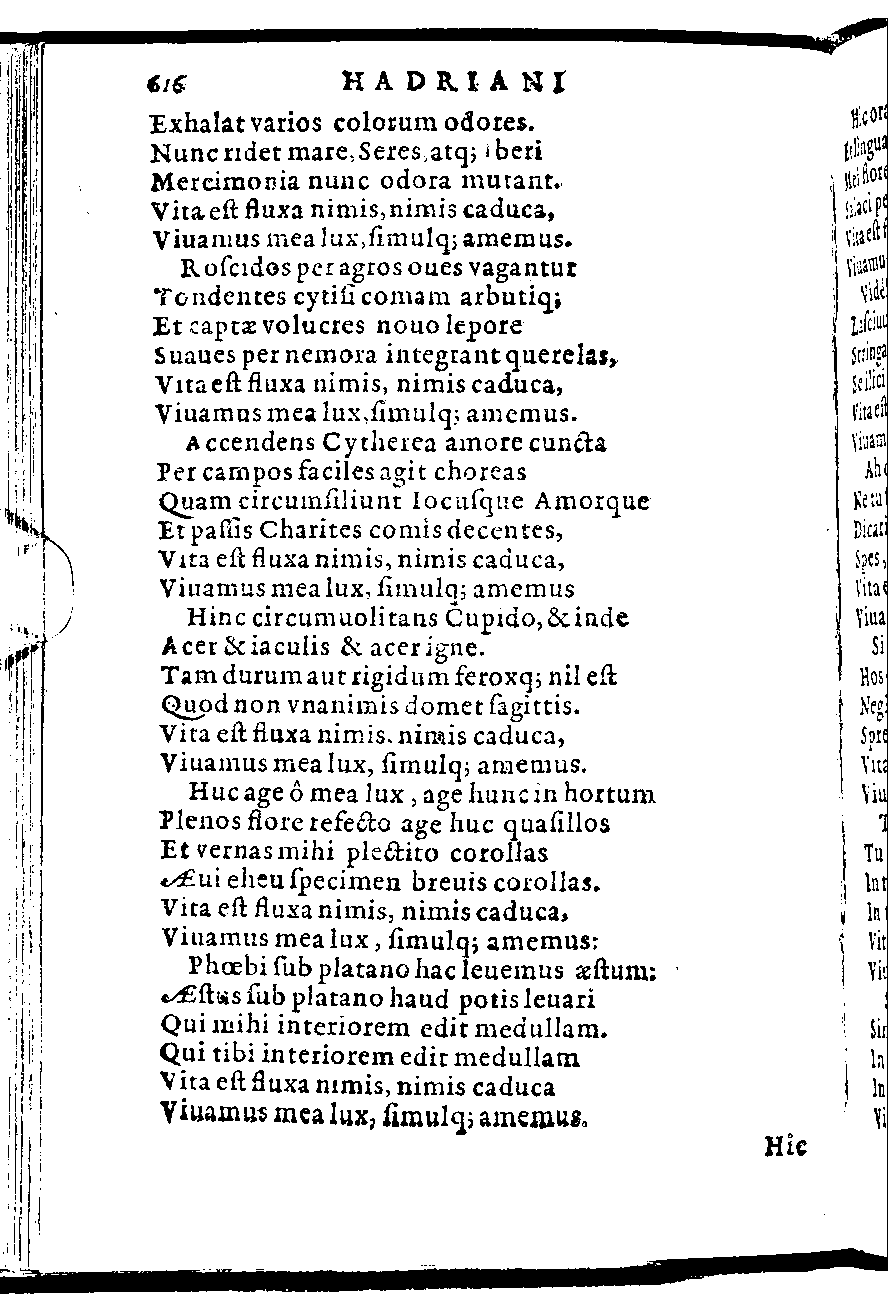 616 HADRIANI
Exhalat varios colorum odores.
Nunc ridet mare, Seres, atq; Iberi
Mercimonia nunc odora mutant.
Vita eſt fluxa nimis, nimis caduca,
Viuamus mea lux, ſimulq; amemus.
Roſcidos per agros oues vagantur
Tondentes cytiſi comam arbutiq;
Et captæ volucres nouo lepore
Suaues per nemora integrant querelas,
Vita eſt fluxa nimis, nimis caduca,
Viuamus mea lux, ſimulq; amemus.
Accendens Cytherea amore cuncta
Per campos faciles agit choreas
Quam circumſiliunt Iocuſque Amorque
Et paſſis Charites comis decentes,
Vita eſt fluxa nimis, nimis caduca,
Viuamus mea lux, ſimulq; amemus
Hinc circumuolitans Cupido, & inde
Acer & iaculis & acer igne.
Tam durum aut rigidum feroxq; nil eſt
Quod non vnanimis domet ſagittis.
Vita eſt fluxa nimis, nimis caduca,
Viuamus mea lux, ſimulq; amemus.
Huc age ô mea lux, age hunc in hortum
Plenos flore refecto age huc quaſillos
Et vernas mihi plectito corollas
Æui eheu ſpecimen breuis corollas.
Vita eſt fluxa nimis, nimis caduca,
Viuamus mea lux, ſimulq; amemus:
Phœbi ſub platano hac leuemus æſtum:
Æſtus ſub platano haud potis leuari
Qui mihi interiorem edit medullam.
Qui tibi interiorem edit medullam
Vita eſt fluxa nimis, nimis caduca
Viuamus mea lux, ſimulq; amemus.
Hic